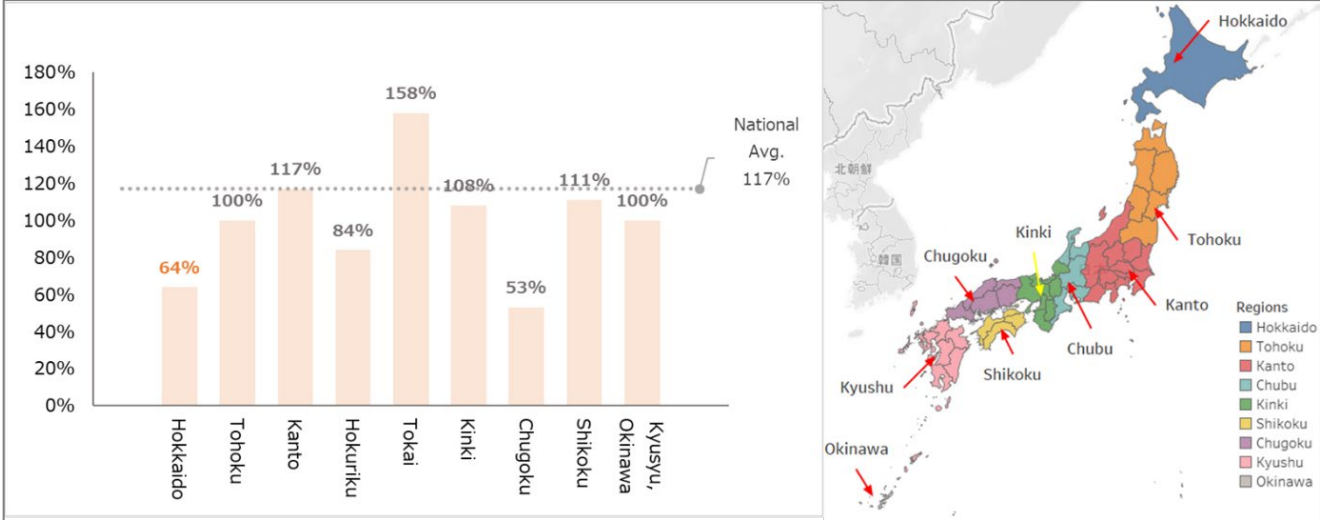 180%
160%
140%
120%
100%
80%
60%
40%
20%
0%
64%
100%
117%
84%
158%
108%
53%
111%
100%
National
Avg.
117%
Hokkaido
Tohoku
Kanto
Hokuriku
Tokai
Kinki
Chugoku
Shikoku
Kyusyu,
Okinawa
Hokkaido
北朝鮮
韓国
Tohoku
Kinki
Chugoku
Kanto
Chubu
Shikoku
Kyushu
Okinawa
Regions
Hokkaido
Tohoku
Kanto
Chubu
Kinki
Shikoku
Chugoku
Kyushu
Okinawa